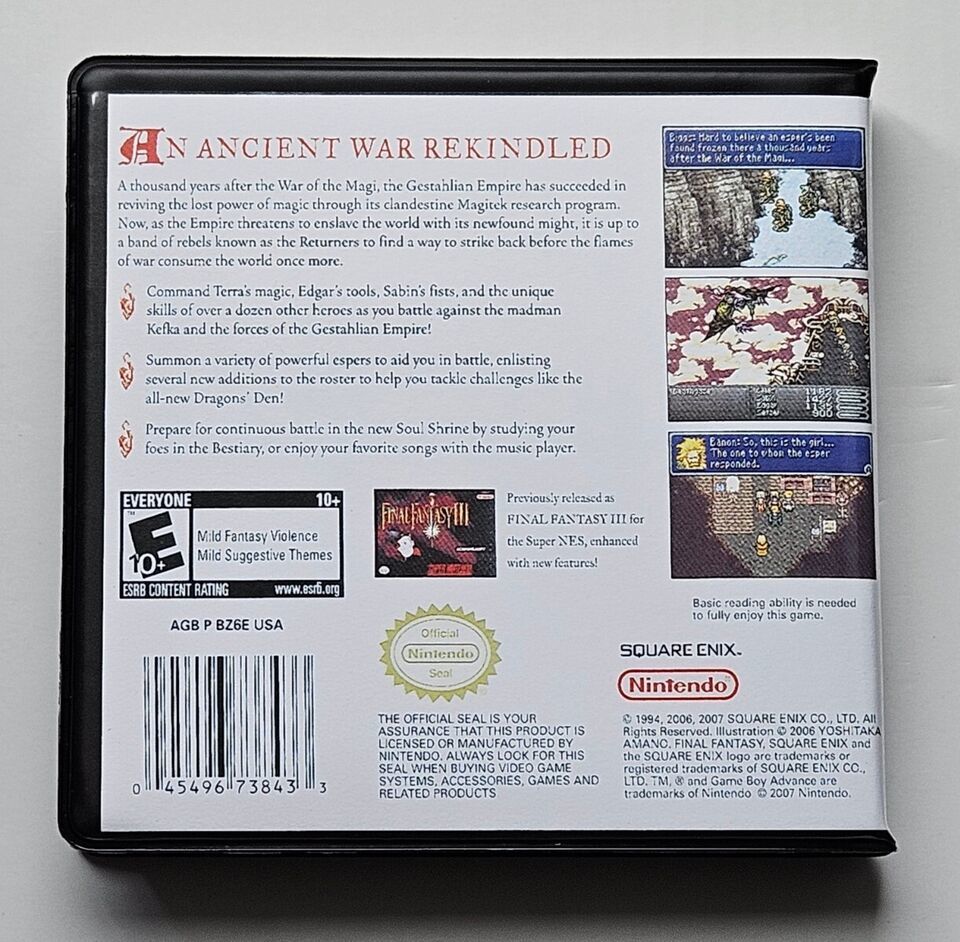 AN ANCIENT WAR REKINDLED
A thousand years after the War of the Magi, the Gestahlian Empire has succeeded in
reviving the lost power of magic through its clandestine Magitek research program.
Now, as the Empire threatens to enslave the world with its newfound might, it is up to
a band of rebels known as the Returners to find a way to strike back before the flames
of war consume the world once more.
Command Terra's magic, Edgar's tools, Sabin's fists, and the unique
skills of over a dozen other heroes as you battle against the madman
Kefka and the forces of the Gestahlian Empire!
Summon a variety of powerful espers to aid you in battle, enlisting
several new additions to the roster to help you tackle challenges like the
all-new Dragons' Den!
Prepare for continuous battle in the new Soul Shrine by studying your
foes in the Bestiary, or enjoy your favorite songs with the music player.
Biggs: Hard to believe an esper's been
found frozen there a thousand years
after the War of the Magi...
Banon: So, this is the girl...
The one to whom the esper
responded.
EVERYONE 10+
E
10+
TM
Mild Fantasy Violence
Mild Suggestive Themes
ESRB CONTENT RATING www.esrb.org
FINAL FANTASY III
Previously released as
FINAL FANTASY III for
the Super NES, enhanced
with new features!
Basic reading ability is needed
to fully enjoy this game.
AGB P BZ6E USA
0 45496 73843 3
Official
Nintendo
Seal
THE OFFICIAL SEAL IS YOUR
ASSURANCE THAT THIS PRODUCT IS
LICENSED OR MANUFACTURED BY
NINTENDO. ALWAYS LOOK FOR THIS
SEAL WHEN BUYING VIDEO GAME
SYSTEMS, ACCESSORIES, GAMES AND
RELATED PRODUCTS
SQUARE ENIX™
Nintendo®
© 1994, 2006, 2007 SQUARE ENIX CO., LTD. All
Rights Reserved. Illustration © 2006 YOSHITAKA
AMANO. FINAL FANTASY, SQUARE ENIX and
the SQUARE ENIX logo are trademarks or
registered trademarks of SQUARE ENIX CO.,
LTD. TM, ® and Game Boy Advance are
trademarks of Nintendo © 2007 Nintendo.